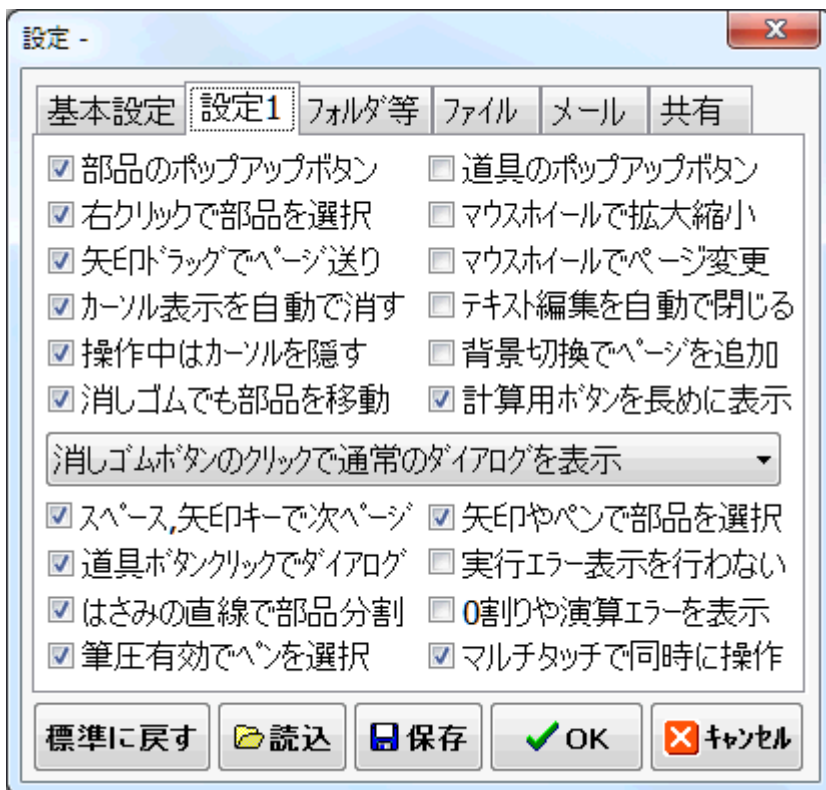 設定 -
基本設定 設定1 フォルダ等 ファイル メール 共有
部品のポップアップボタン 道具のポップアップボタン
右クリックで部品を選択 マウスホイールで拡大縮小
矢印ドラッグでページ送り マウスホイールでページ変更
カーソル表示を自動で消す テキスト編集を自動で閉じる
操作中はカーソルを隠す 背景切換でページを追加
消しゴムでも部品を移動 計算用ボタンを長めに表示
消しゴムボタンのクリックで通常のダイアログを表示
スペース,矢印キーで次ページ 矢印やペンで部品を選択
道具ボタンクリックでダイアログ 実行エラー表示を行わない
はさみの直線で部品分割 0割りや演算エラーを表示
筆圧有効でペンを選択 マルチタッチで同時に操作
標準に戻す 読込 保存 OK キャンセル